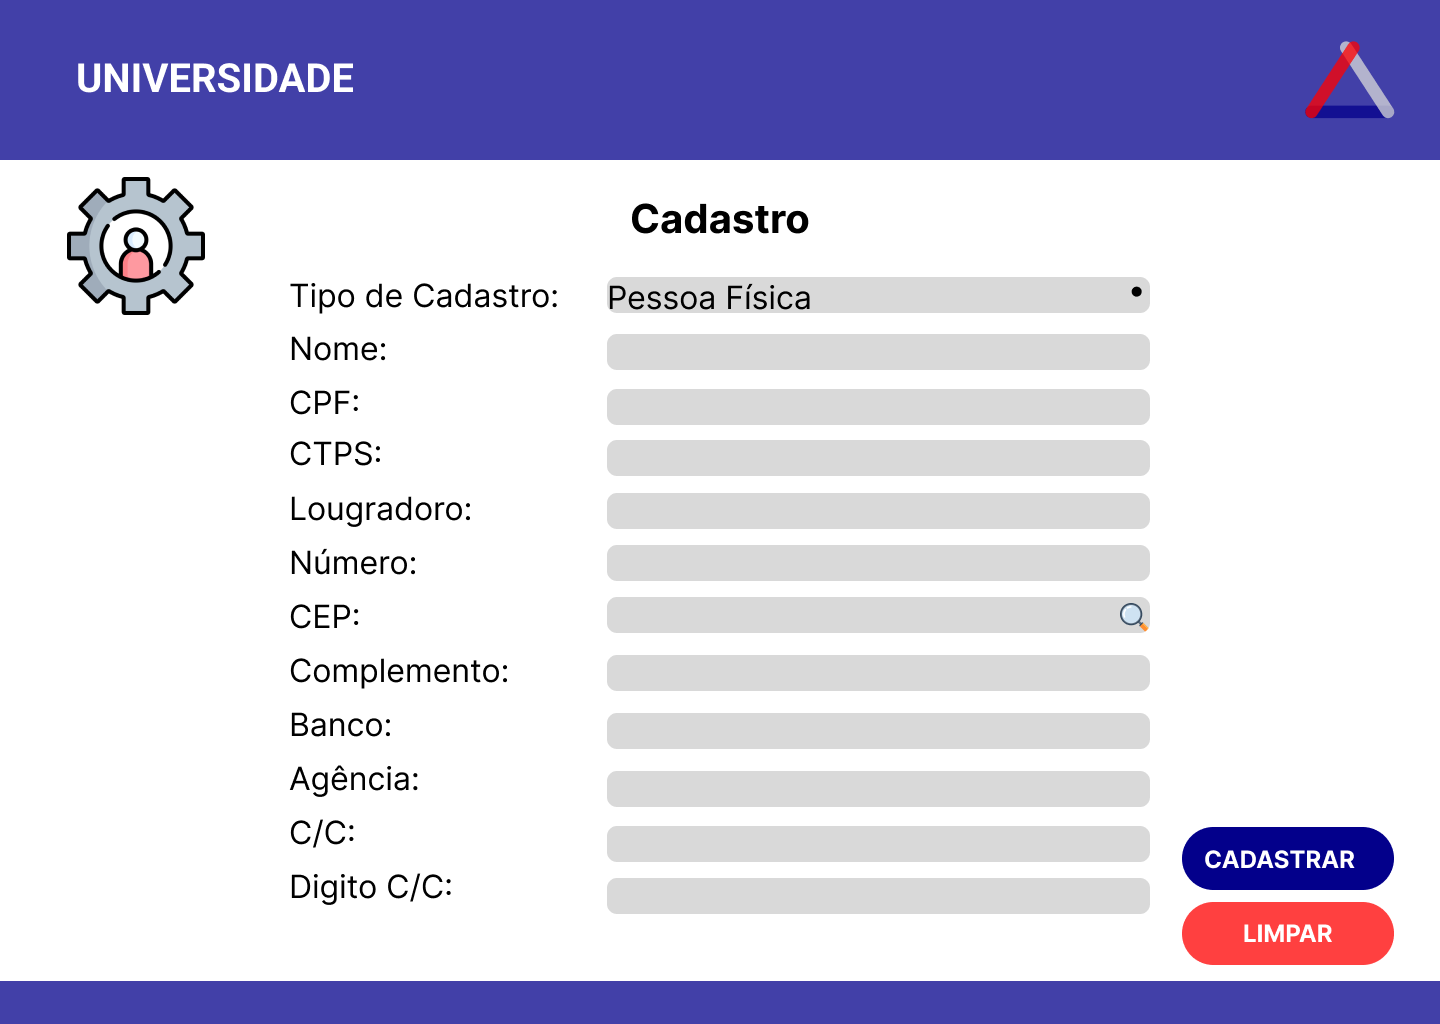 UNIVERSIDADE
Cadastro
Tipo de Cadastro: Pessoa Física
Nome:
CPF:
CTPS:
Lougradoro:
Número:
CEP:
Complemento:
Banco:
Agência:
C/C:
Digito C/C:
CADASTRAR
LIMPAR